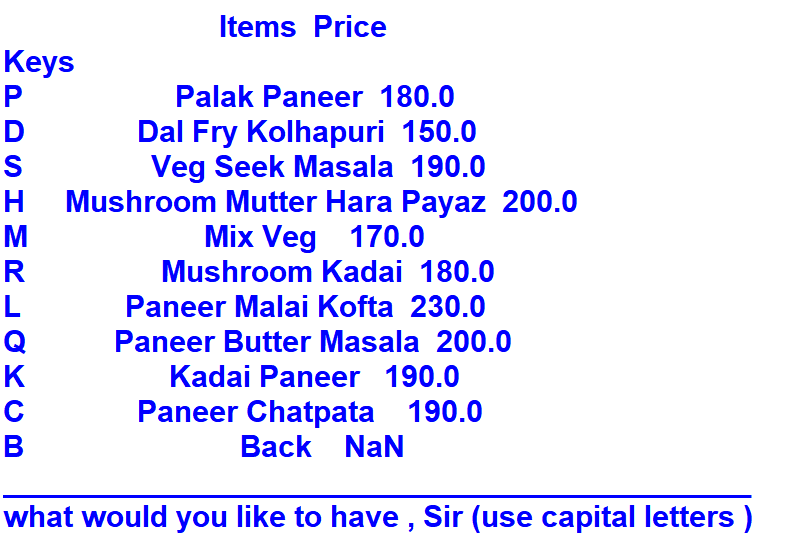 Items Price
Keys
P Palak Paneer 180.0
D Dal Fry Kolhapuri 150.0
S Veg Seek Masala 190.0
H Mushroom Mutter Hara Payaz 200.0
M Mix Veg 170.0
R Mushroom Kadai 180.0
L Paneer Malai Kofta 230.0
Q Paneer Butter Masala 200.0
K Kadai Paneer 190.0
C Paneer Chatpata 190.0
B Back NaN
what would you like to have , Sir (use capital letters )